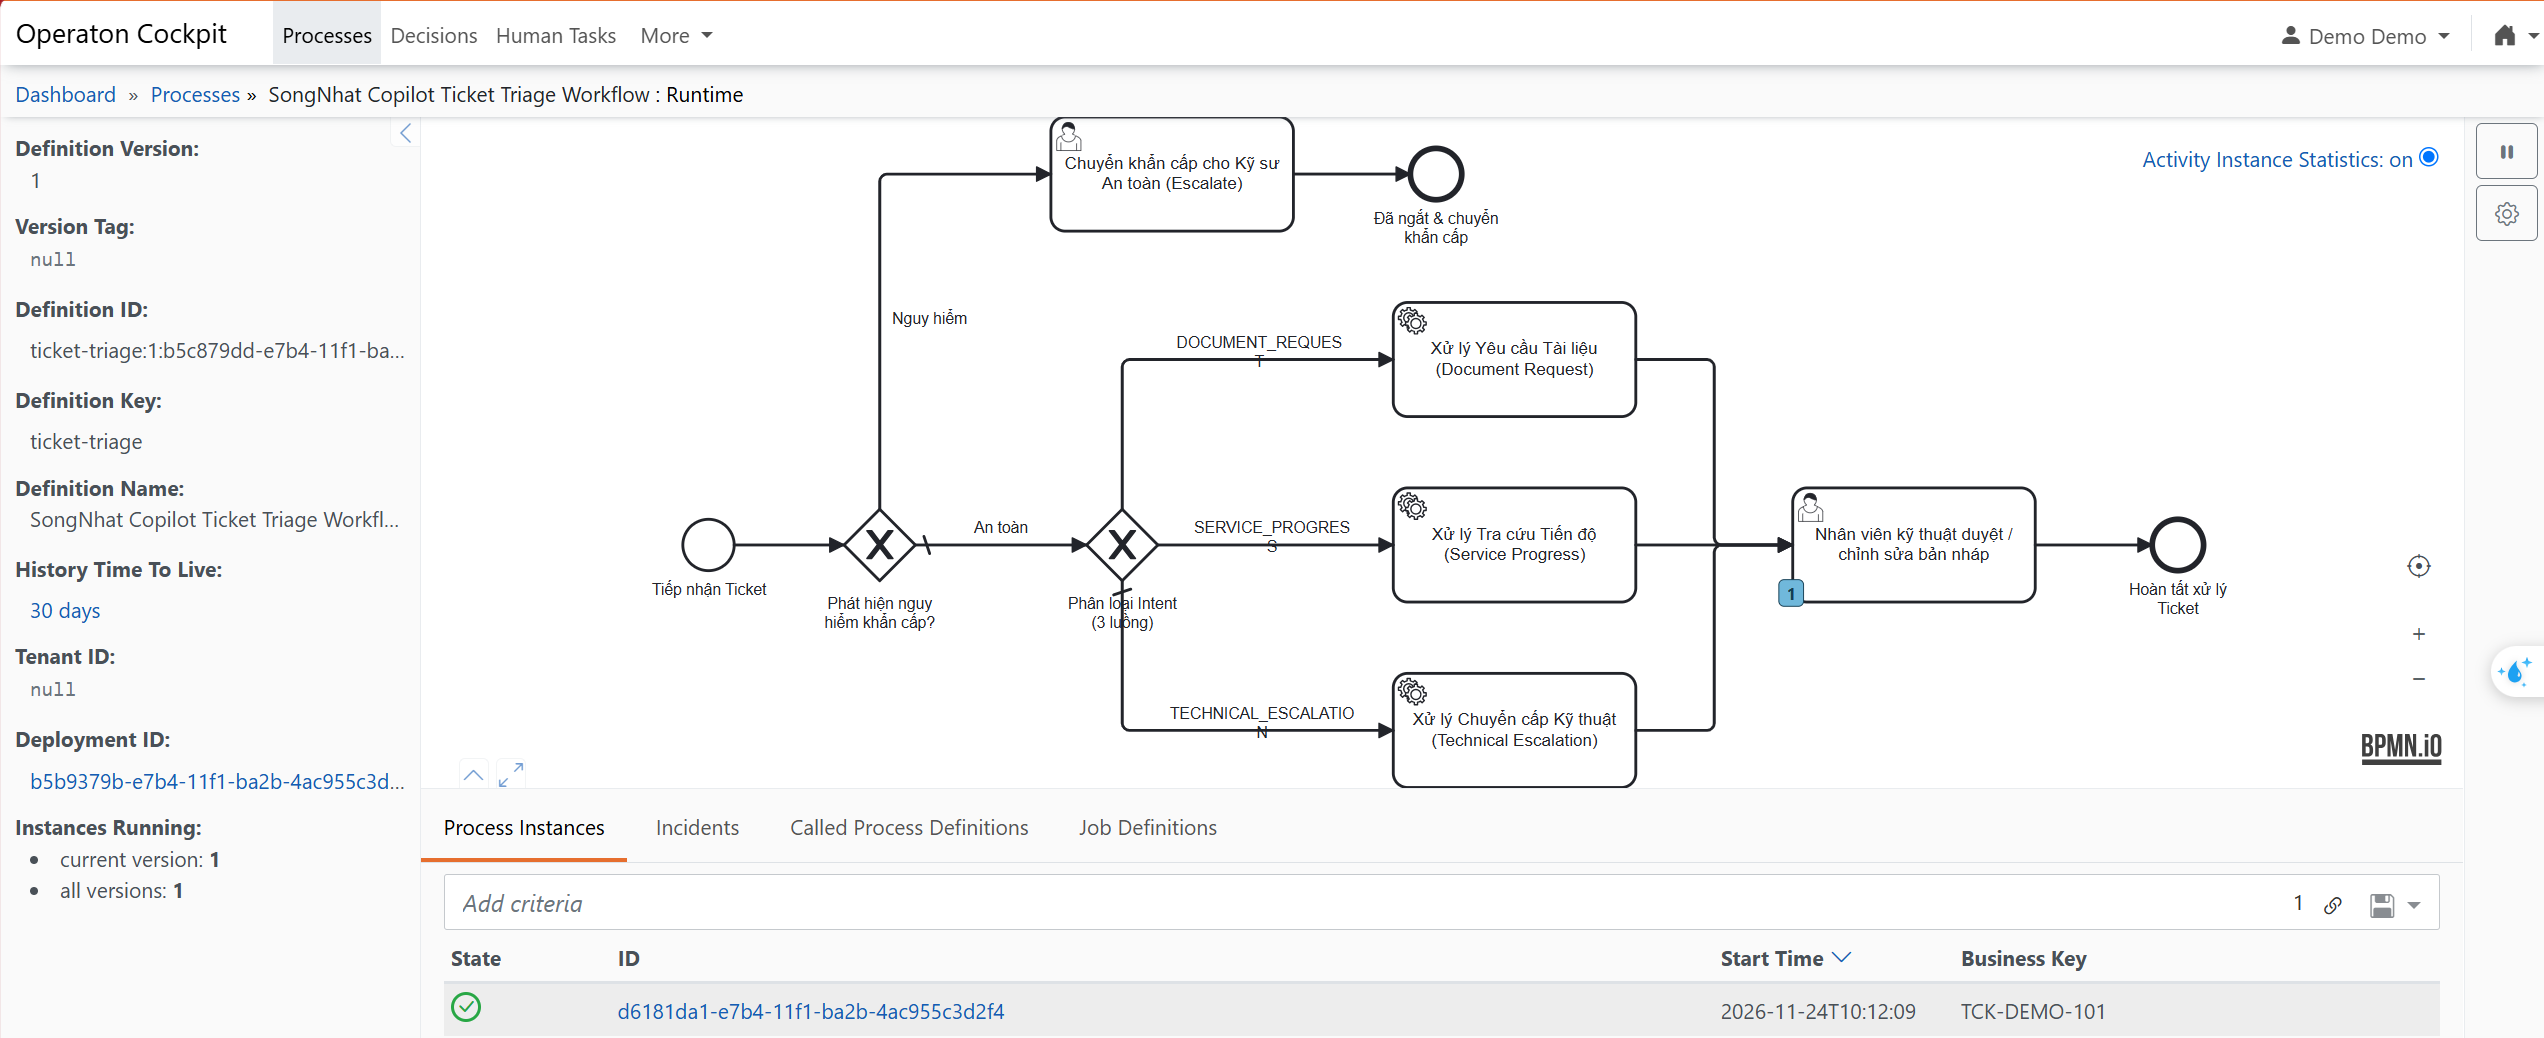 Operaton Cockpit
Processes
Decisions
Human Tasks
More
Demo Demo
Dashboard » Processes » SongNhat Copilot Ticket Triage Workflow : Runtime
Definition Version:
1
Version Tag:
null
Definition ID:
ticket-triage:1:b5c879dd-e7b4-11f1-ba...
Definition Key:
ticket-triage
Definition Name:
SongNhat Copilot Ticket Triage Workfl...
History Time To Live:
30 days
Tenant ID:
null
Deployment ID:
b5b9379b-e7b4-11f1-ba2b-4ac955c3d...
Instances Running:
current version: 1
all versions: 1
Activity Instance Statistics: on
Chuyển khẩn cấp cho Kỹ sư
An toàn (Escalate)
Đã ngắt & chuyển
khẩn cấp
Nguy hiểm
DOCUMENT_REQUES
T
Xử lý Yêu cầu Tài liệu
(Document Request)
Tiếp nhận Ticket
Phát hiện nguy
hiểm khẩn cấp?
An toàn
Phân loại Intent
(3 luồng)
SERVICE_PROGRES
S
Xử lý Tra cứu Tiến độ
(Service Progress)
Nhân viên kỹ thuật duyệt /
chỉnh sửa bản nháp
1
Hoàn tất xử lý
Ticket
TECHNICAL_ESCALATIO
N
Xử lý Chuyển cấp Kỹ thuật
(Technical Escalation)
BPMN.iO
Process Instances
Incidents
Called Process Definitions
Job Definitions
Add criteria
1
State
ID
Start Time
Business Key
d6181da1-e7b4-11f1-ba2b-4ac955c3d2f4
2026-11-24T10:12:09
TCK-DEMO-101